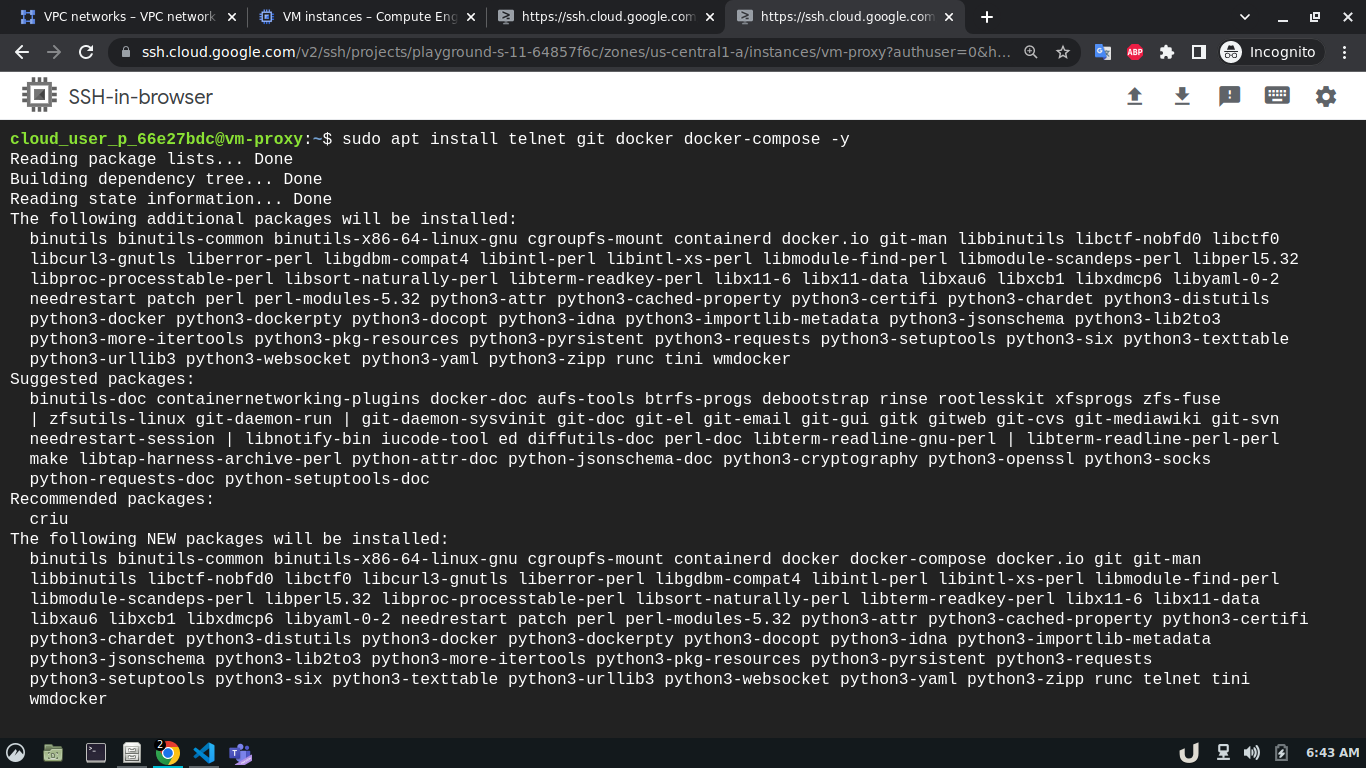 VPC networks – VPC network
VM instances – Compute Eng
https://ssh.cloud.google.com
https://ssh.cloud.google.com
ssh.cloud.google.com/v2/ssh/projects/playground-s-11-64857f6c/zones/us-central1-a/instances/vm-proxy?authuser=0&h...
ABP
Incognito
SSH-in-browser
cloud_user_p_66e27bdc@vm-proxy:~$ sudo apt install telnet git docker docker-compose -y
Reading package lists... Done
Building dependency tree... Done
Reading state information... Done
The following additional packages will be installed:
binutils binutils-common binutils-x86-64-linux-gnu cgroupfs-mount containerd docker.io git-man libbinutils libctf-nobfd0 libctf0
libcurl3-gnutls liberror-perl libgdbm-compat4 libintl-perl libintl-xs-perl libmodule-find-perl libmodule-scandeps-perl libperl5.32
libproc-processtable-perl libsort-naturally-perl libterm-readkey-perl libx11-6 libx11-data libxau6 libxcb1 libxdmcp6 libyaml-0-2
needrestart patch perl perl-modules-5.32 python3-attr python3-cached-property python3-certifi python3-chardet python3-distutils
python3-docker python3-dockerpty python3-docopt python3-idna python3-importlib-metadata python3-jsonschema python3-lib2to3
python3-more-itertools python3-pkg-resources python3-pyrsistent python3-requests python3-setuptools python3-six python3-texttable
python3-urllib3 python3-websocket python3-yaml python3-zipp runc tini wmdocker
Suggested packages:
binutils-doc containernetworking-plugins docker-doc aufs-tools btrfs-progs debootstrap rinse rootlesskit xfsprogs zfs-fuse
| zfsutils-linux git-daemon-run | git-daemon-sysvinit git-doc git-el git-email git-gui gitk gitweb git-cvs git-mediawiki git-svn
needrestart-session | libnotify-bin iucode-tool ed diffutils-doc perl-doc libterm-readline-gnu-perl | libterm-readline-perl-perl
make libtap-harness-archive-perl python-attr-doc python-jsonschema-doc python3-cryptography python3-openssl python3-socks
python-requests-doc python-setuptools-doc
Recommended packages:
criu
The following NEW packages will be installed:
binutils binutils-common binutils-x86-64-linux-gnu cgroupfs-mount containerd docker docker-compose docker.io git git-man
libbinutils libctf-nobfd0 libctf0 libcurl3-gnutls liberror-perl libgdbm-compat4 libintl-perl libintl-xs-perl libmodule-find-perl
libmodule-scandeps-perl libperl5.32 libproc-processtable-perl libsort-naturally-perl libterm-readkey-perl libx11-6 libx11-data
libxau6 libxcb1 libxdmcp6 libyaml-0-2 needrestart patch perl perl-modules-5.32 python3-attr python3-cached-property python3-certifi
python3-chardet python3-distutils python3-docker python3-dockerpty python3-docopt python3-idna python3-importlib-metadata
python3-jsonschema python3-lib2to3 python3-more-itertools python3-pkg-resources python3-pyrsistent python3-requests
python3-setuptools python3-six python3-texttable python3-urllib3 python3-websocket python3-yaml python3-zipp runc telnet tini
wmdocker
2
6:43 AM